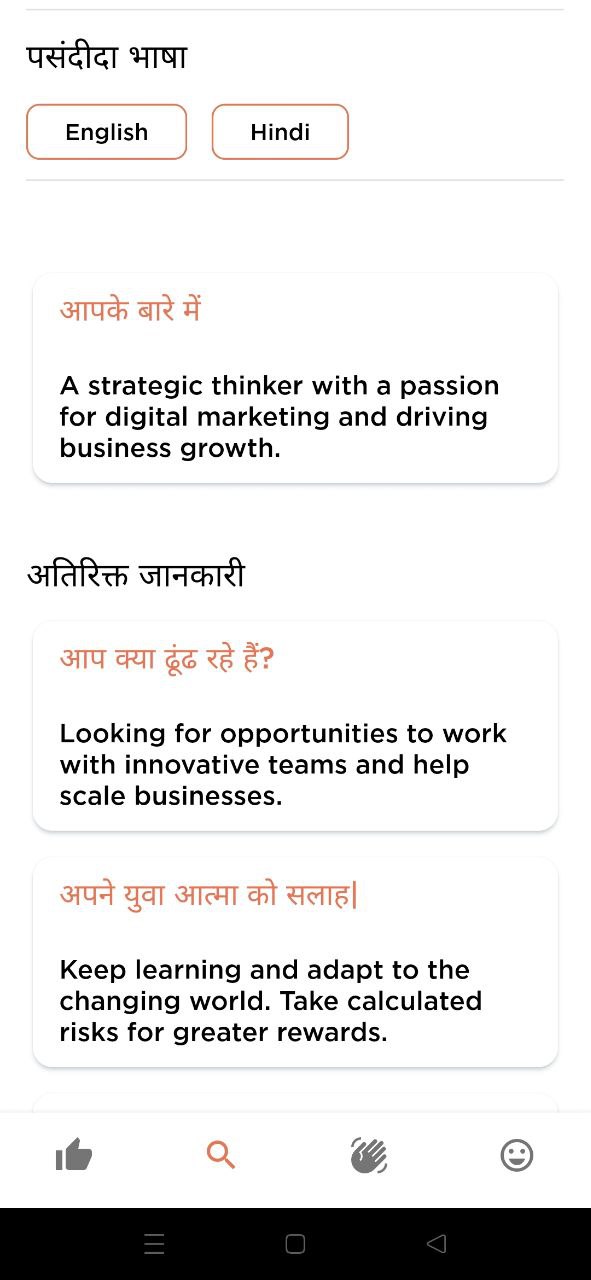 पसंदीदा भाषा
English Hindi
आपके बारे में
A strategic thinker with a passion
for digital marketing and driving
business growth.
अतिरिक्त जानकारी
आप क्या ढूंढ रहे हैं?
Looking for opportunities to work
with innovative teams and help
scale businesses.
अपने युवा आत्मा को सलाह|
Keep learning and adapt to the
changing world. Take calculated
risks for greater rewards.